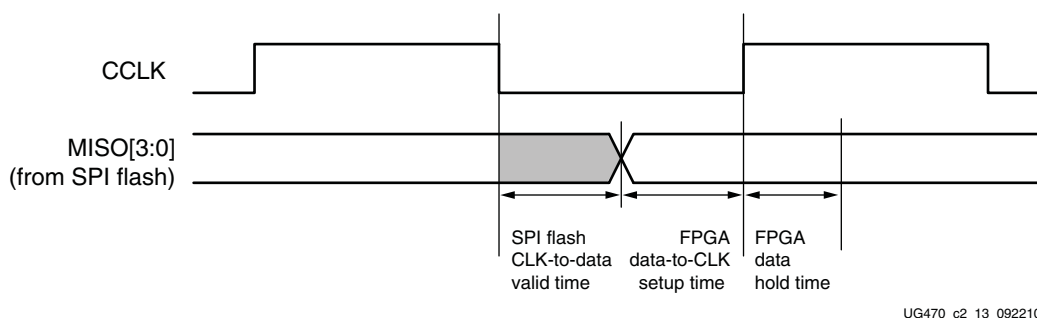 CCLK
MISO[3:0]
(from SPI flash)
SPI flash
CLK-to-data
valid time
FPGA
data-to-CLK
setup time
FPGA
data
hold time
UG470_c2_13_092210